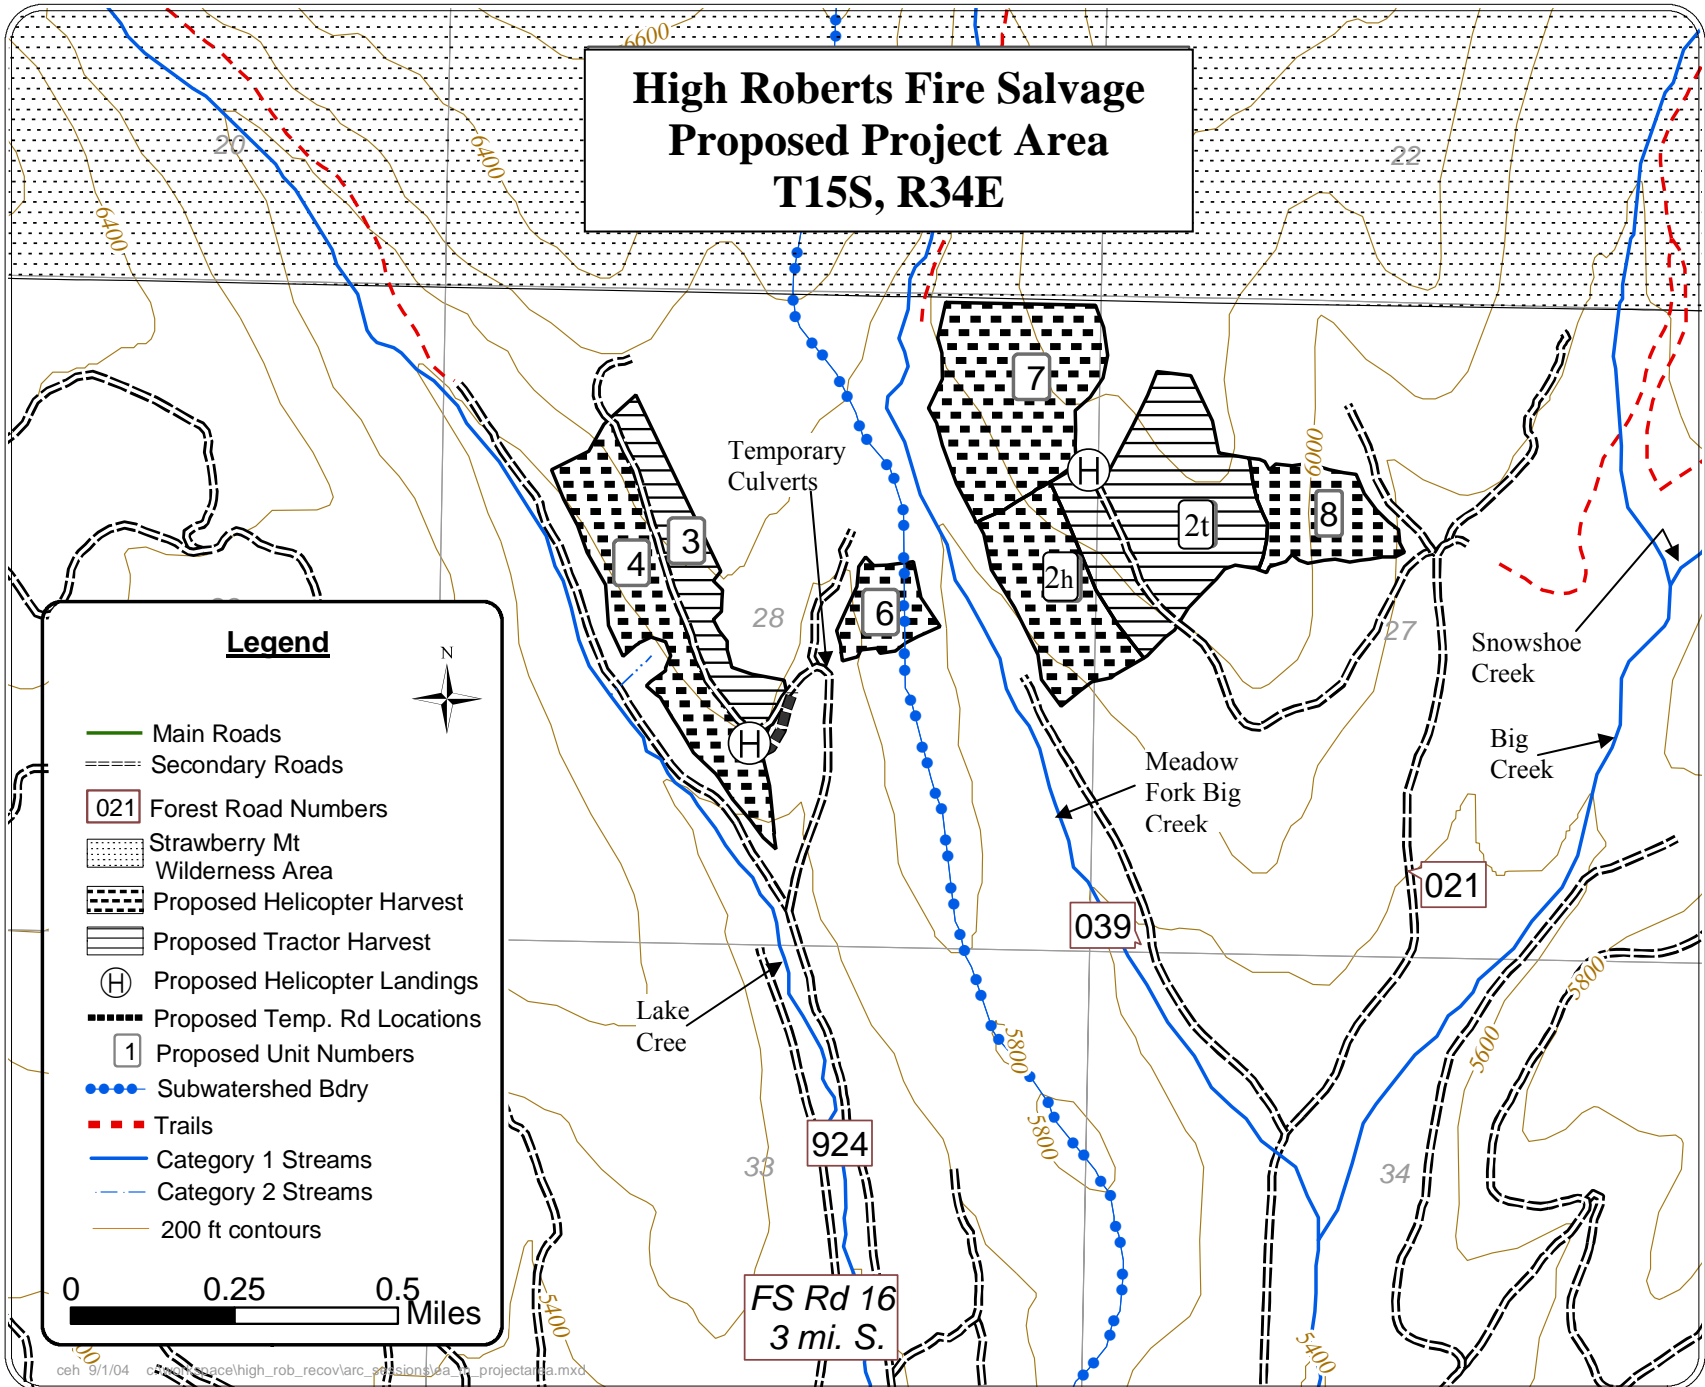 6600
High Roberts Fire Salvage
Proposed Project Area
T15S, R34E
20
6400
6400
22
7
Temporary
Culverts
H
6000
3
4
2t
8
2h
28
6
27
Snowshoe
Creek
H
Big
Creek
Meadow
Fork Big
Creek
021
039
Lake
Cree
5800
5800
5800
5600
924
33
34
FS Rd 16
3 mi. S.
5400
5400
Legend
N
Main Roads
Secondary Roads
021 Forest Road Numbers
Strawberry Mt
Wilderness Area
Proposed Helicopter Harvest
Proposed Tractor Harvest
H Proposed Helicopter Landings
Proposed Temp. Rd Locations
1 Proposed Unit Numbers
Subwatershed Bdry
Trails
Category 1 Streams
Category 2 Streams
200 ft contours
0 0.25 0.5
Miles
ceh 9/1/04